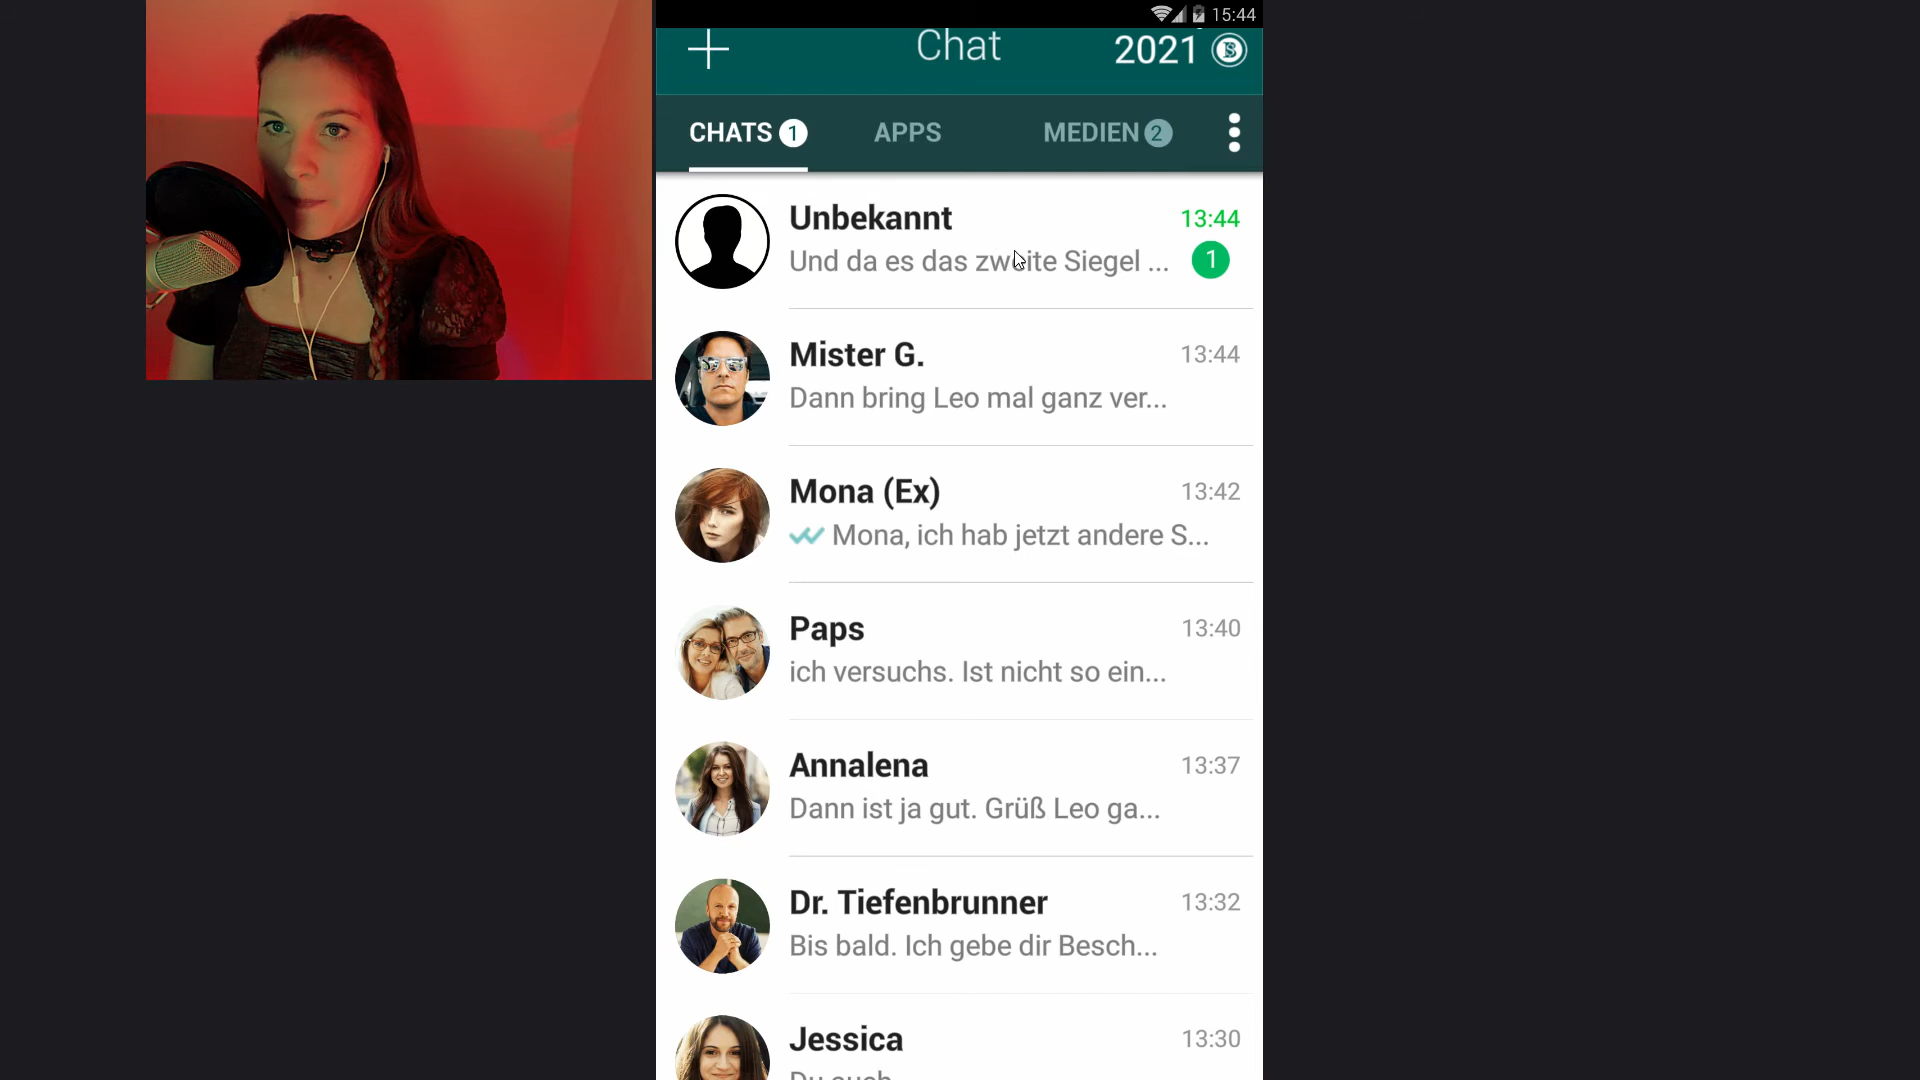 15:44
Chat
2021
CHATS 1
APPS
MEDIEN 2
Unbekannt
13:44
Und da es das zweite Siegel ...
1
Mister G.
13:44
Dann bring Leo mal ganz ver...
Mona (Ex)
13:42
Mona, ich hab jetzt andere S...
Paps
13:40
ich versuchs. Ist nicht so ein...
Annalena
13:37
Dann ist ja gut. Grüß Leo ga...
Dr. Tiefenbrunner
13:32
Bis bald. Ich gebe dir Besch...
Jessica
13:30
Du auch